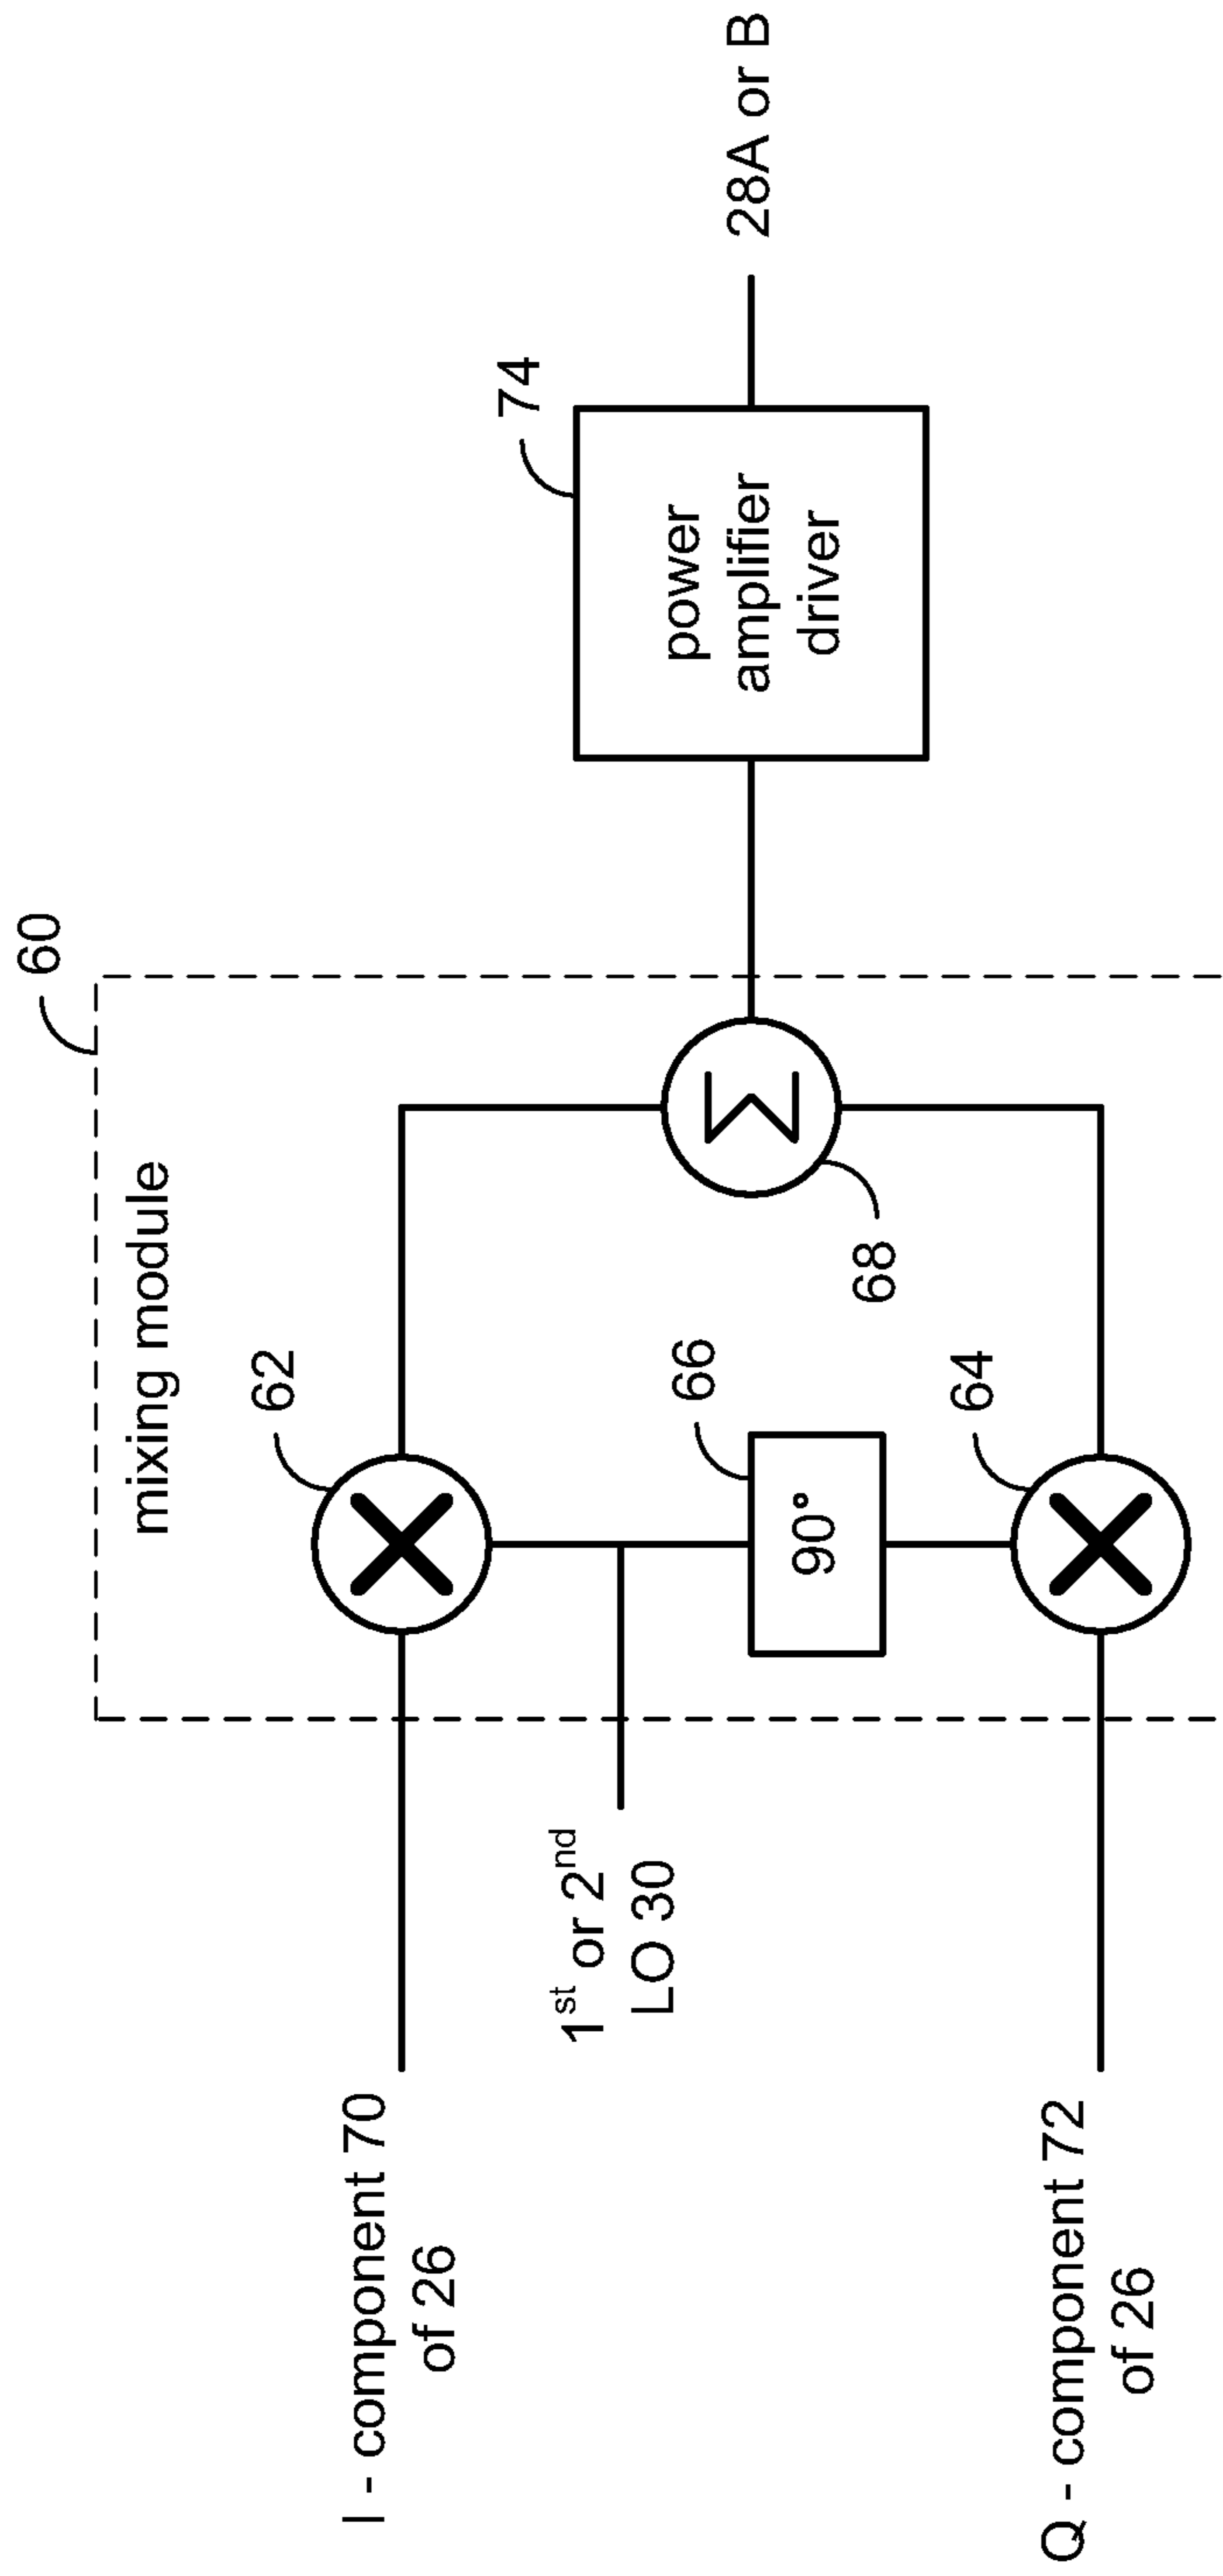 60
mixing module
62
I - component 70
of 26
1st or 2nd
LO 30
66
90°
68
Σ
74
power
amplifier
driver
28A or B
64
Q - component 72
of 26